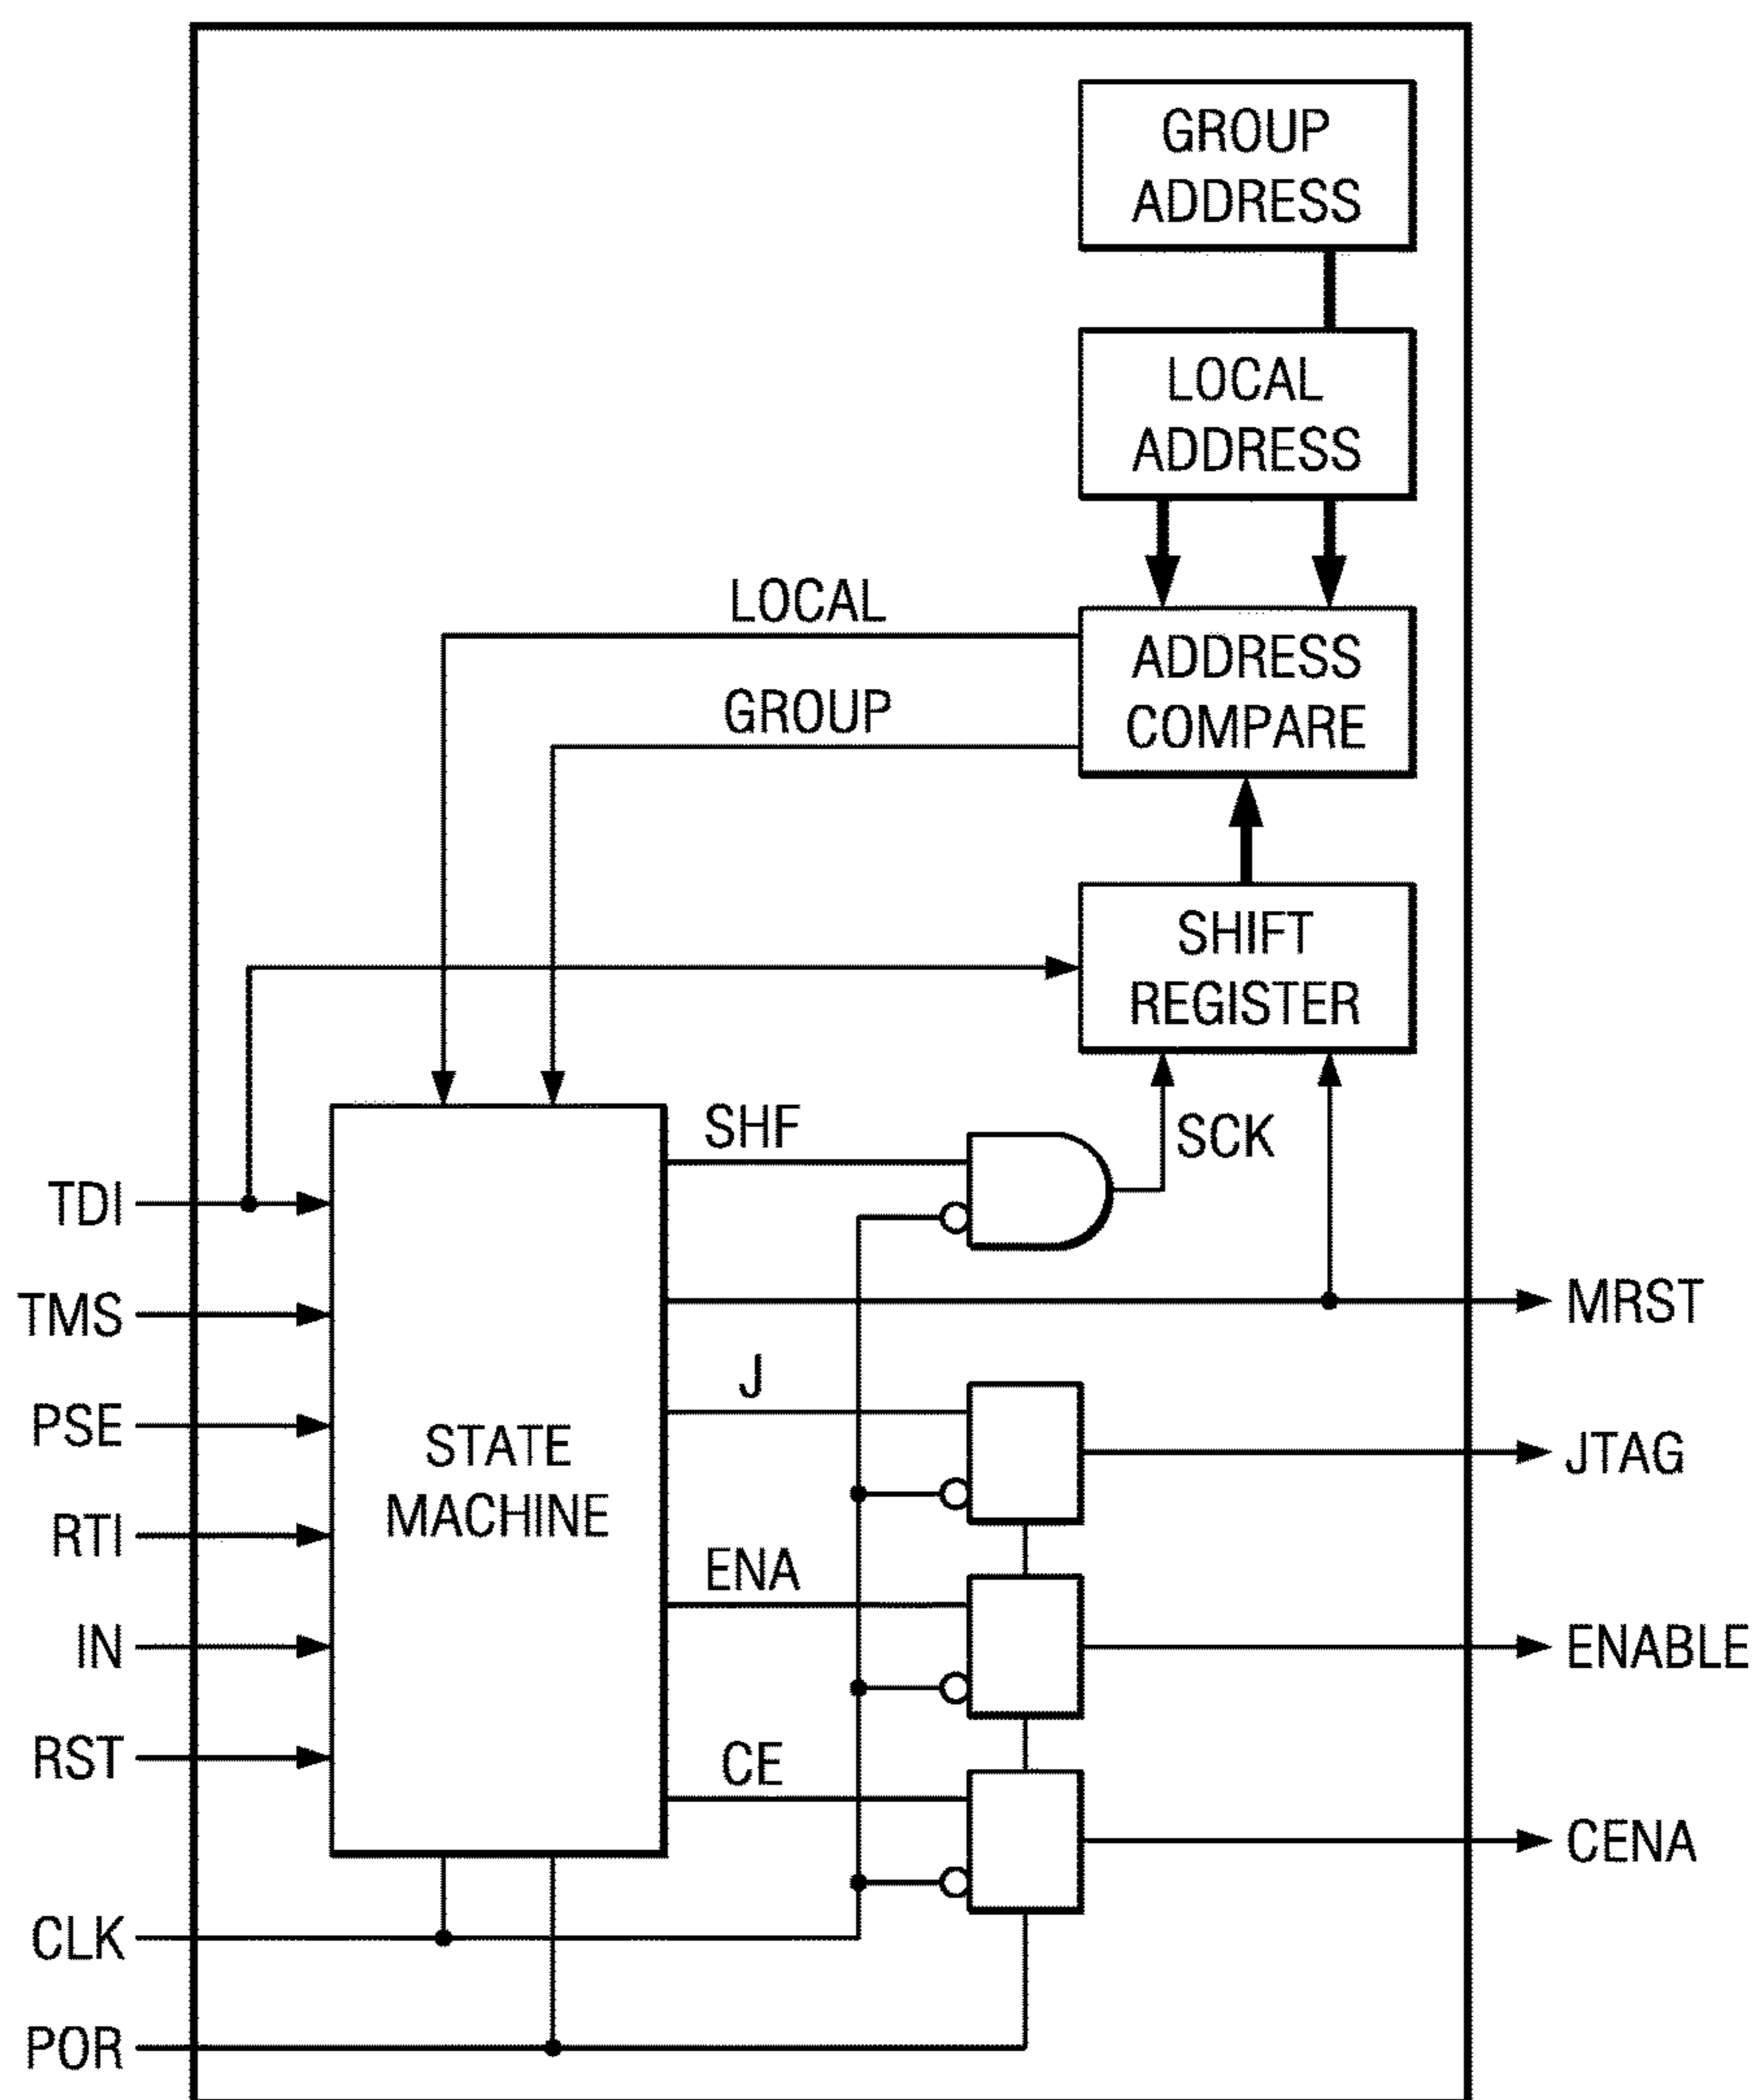 GROUP
ADDRESS
LOCAL
ADDRESS
LOCAL
ADDRESS
COMPARE
GROUP
SHIFT
REGISTER
SHF
SCK
TDI
TMS
MRST
J
PSE
STATE
MACHINE
JTAG
RTI
ENA
IN
ENABLE
RST
CE
CENA
CLK
POR